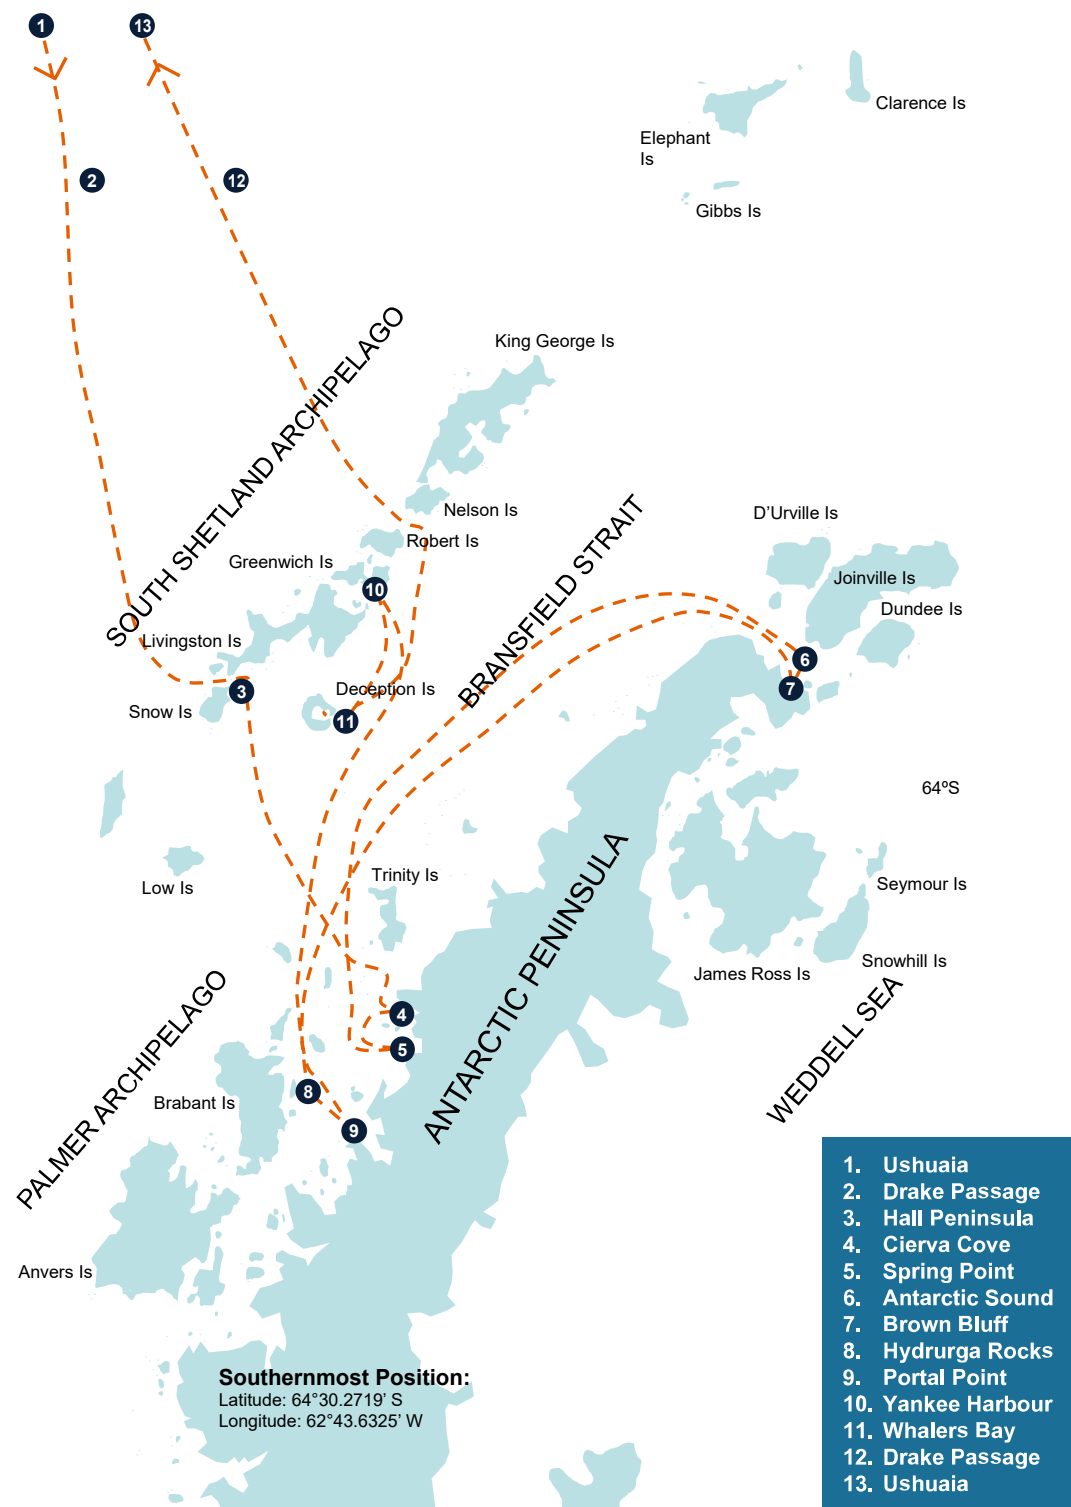 1
13
Clarence Is
Elephant
Is
2
12
Gibbs Is
King George Is
SOUTH SHETLAND ARCHIPELAGO
Nelson Is
D'Urville Is
Robert Is
Greenwich Is
Joinville Is
10
BRANSFIELD STRAIT
Dundee Is
Livingston Is
6
3
Deception Is
7
Snow Is
11
64ºS
Low Is
Trinity Is
Seymour Is
ANTARCTIC PENINSULA
Snowhill Is
James Ross Is
4
WEDDELL SEA
5
PALMER ARCHIPELAGO
8
Brabant Is
9
Anvers Is
1. Ushuaia
2. Drake Passage
3. Hall Peninsula
4. Cierva Cove
5. Spring Point
6. Antarctic Sound
7. Brown Bluff
8. Hydrurga Rocks
9. Portal Point
10. Yankee Harbour
11. Whalers Bay
12. Drake Passage
13. Ushuaia
Southernmost Position:
Latitude: 64°30.2719' S
Longitude: 62°43.6325' W